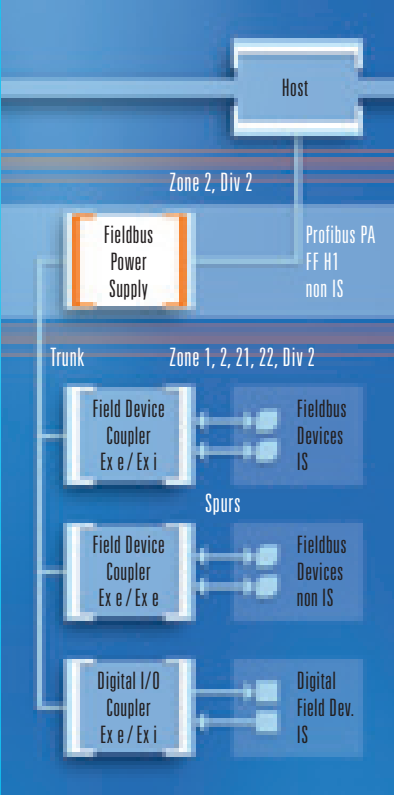 Host
Zone 2, Div 2
Fieldbus
Power
Supply
Profibus PA
FF H1
non IS
Trunk
Zone 1, 2, 21, 22, Div 2
Field Device
Coupler
Ex e / Ex i
Fieldbus
Devices
IS
Spurs
Field Device
Coupler
Ex e / Ex e
Fieldbus
Devices
non IS
Digital I/O
Coupler
Ex e / Ex i
Digital
Field Dev.
IS